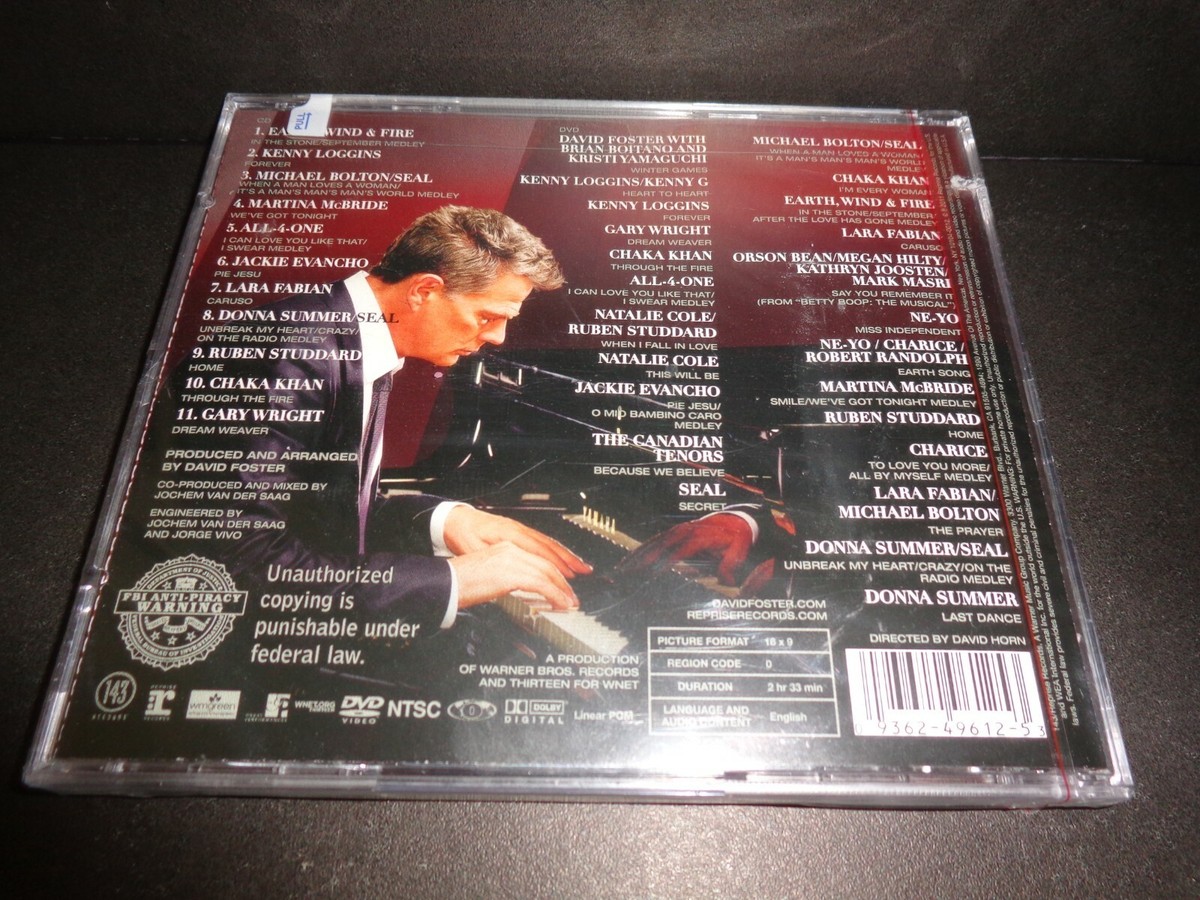 PULL
CD
1. EA WIND & FIRE
IN THE STONE/SEPTEMBER MEDLEY
2. KENNY LOGGINS
FOREVER
3. MICHAEL BOLTON/SEAL
WHEN A MAN LOVES A WOMAN/
IT'S A MAN'S MAN'S MAN'S WORLD MEDLEY
4. MARTINA McBRIDE
WE'VE GOT TONIGHT
5. ALL-4-ONE
I CAN LOVE YOU LIKE THAT/
I SWEAR MEDLEY
6. JACKIE EVANCHO
PIE JESU
7. LARA FABIAN
CARUSO
8. DONNA SUMMER/SEAL
UNBREAK MY HEART/CRAZY/
ON THE RADIO MEDLEY
9. RUBEN STUDDARD
HOME
10. CHAKA KHAN
THROUGH THE FIRE
11. GARY WRIGHT
DREAM WEAVER
PRODUCED AND ARRANGED
BY DAVID FOSTER
CO-PRODUCED AND MIXED BY
JOCHEM VAN DER SAAG
ENGINEERED BY
JOCHEM VAN DER SAAG
AND JORGE VIVO
DVD
DAVID FOSTER WITH
BRIAN BOITANO AND
KRISTI YAMAGUCHI
WINTER GAMES
KENNY LOGGINS/KENNY G
HEART TO HEART
KENNY LOGGINS
FOREVER
GARY WRIGHT
DREAM WEAVER
CHAKA KHAN
THROUGH THE FIRE
ALL-4-ONE
I CAN LOVE YOU LIKE THAT/
I SWEAR MEDLEY
NATALIE COLE/
RUBEN STUDDARD
WHEN I FALL IN LOVE
NATALIE COLE
THIS WILL BE
JACKIE EVANCHO
PIE JESU/
O MIO BAMBINO CARO
MEDLEY
THE CANADIAN
TENORS
BECAUSE WE BELIEVE
SEAL
SECRET
MICHAEL BOLTON/SEAL
WHEN A MAN LOVES A WOMAN/
IT'S A MAN'S MAN'S MAN'S WORLD
MEDLEY
CHAKA KHAN
I'M EVERY WOMAN
EARTH, WIND & FIRE
IN THE STONE/SEPTEMBER/
AFTER THE LOVE HAS GONE MEDLEY
LARA FABIAN
CARUSO
ORSON BEAN/MEGAN HILTY/
KATHRYN JOOSTEN/
MARK MASRI
SAY YOU REMEMBER IT
(FROM "BETTY BOOP: THE MUSICAL")
NE-YO
MISS INDEPENDENT
NE-YO / CHARICE/
ROBERT RANDOLPH
EARTH SONG
MARTINA McBRIDE
SMILE/WE'VE GOT TONIGHT MEDLEY
RUBEN STUDDARD
HOME
CHARICE
TO LOVE YOU MORE/
ALL BY MYSELF MEDLEY
LARA FABIAN/
MICHAEL BOLTON
THE PRAYER
DONNA SUMMER/SEAL
UNBREAK MY HEART/CRAZY/ON THE
RADIO MEDLEY
DONNA SUMMER
LAST DANCE
DIRECTED BY DAVID HORN
DAVIDFOSTER.COM
REPRISERECORDS.COM
FBI ANTI-PIRACY
WARNING
Unauthorized
copying is
punishable under
federal law.
A PRODUCTION
OF WARNER BROS. RECORDS
AND THIRTEEN FOR WNET
PICTURE FORMAT 16 x 9
REGION CODE 0
DURATION 2 hr 33 min
LANGUAGE AND
AUDIO CONTENT English
143
wmgreen
WNET.ORG
DVD
VIDEO
NTSC
DOLBY
DIGITAL
Linear PCM
0 9362-49612-5 3